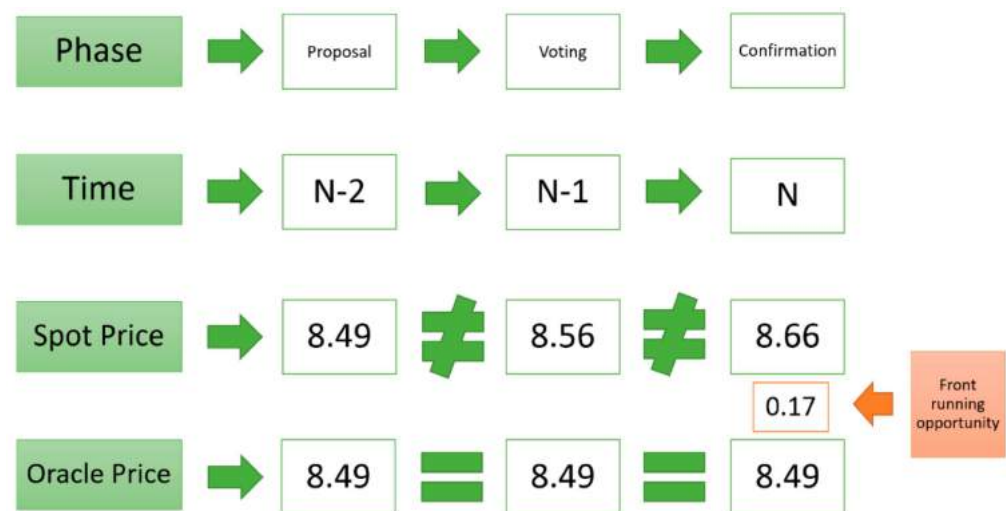 Phase
Proposal
Voting
Confirmation
Time
N-2
N-1
N
Spot Price
8.49
8.56
8.66
0.17
Front
running
opportunity
Oracle Price
8.49
8.49
8.49